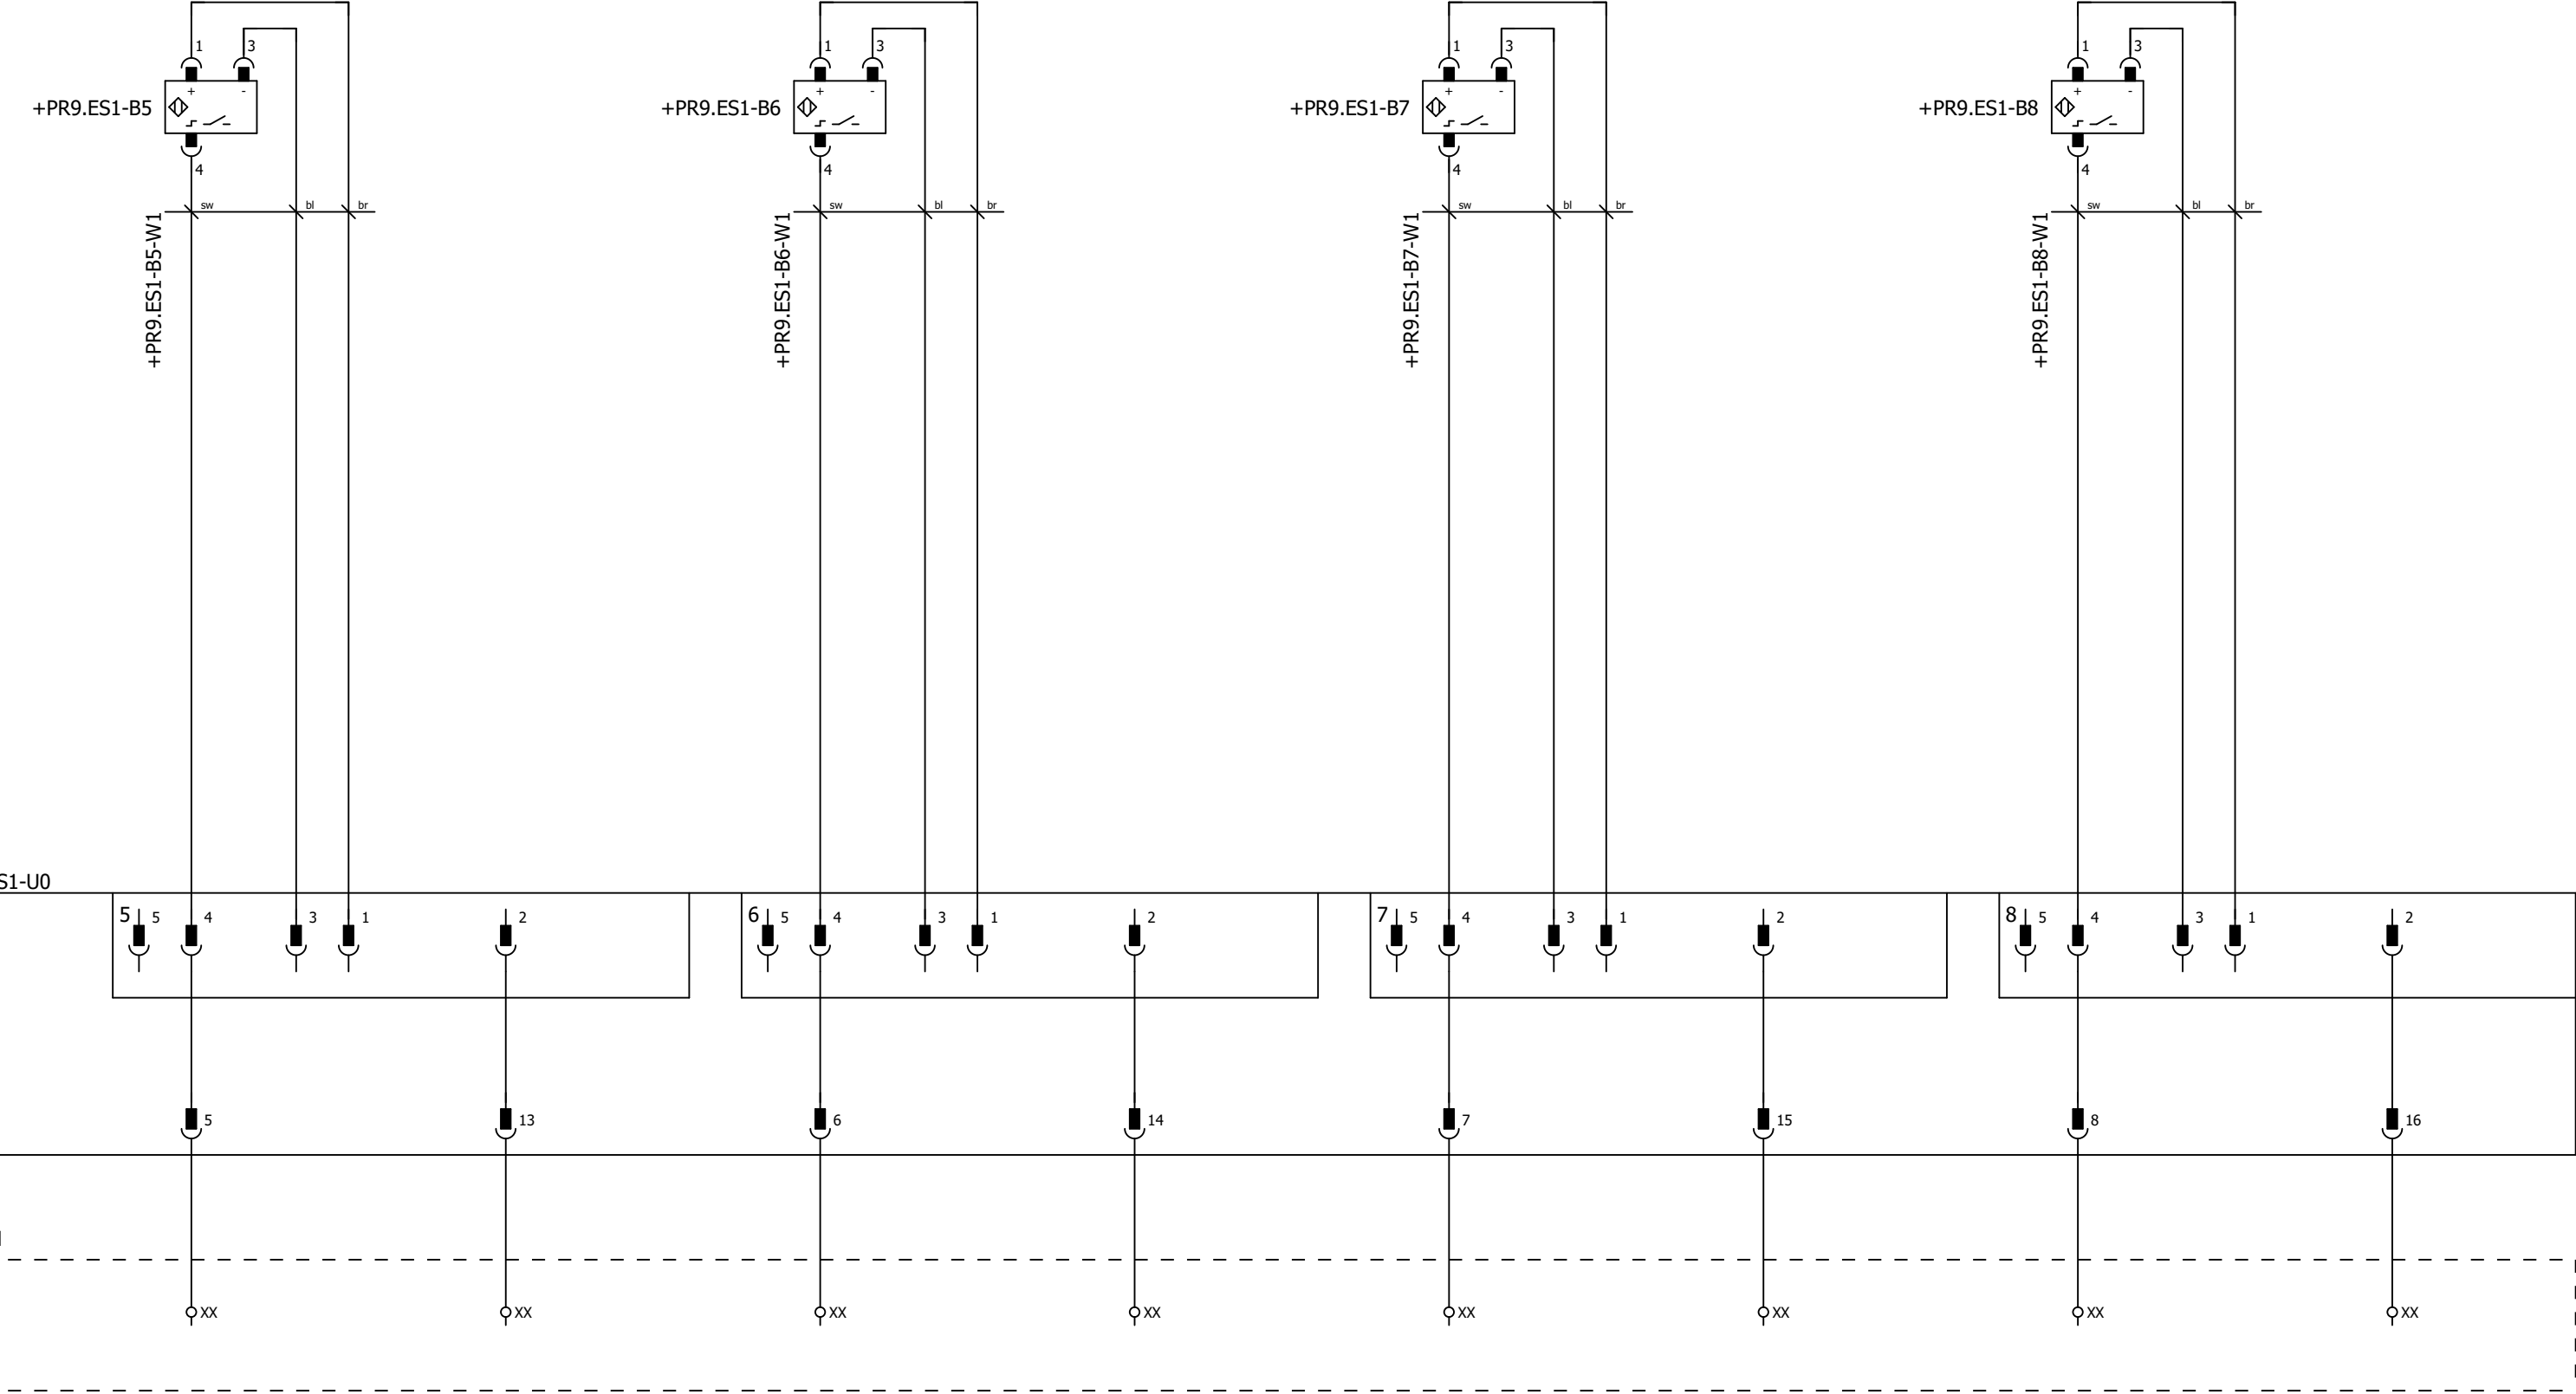 1 3 1 3 1 3 1 3
+ - + - + - + -
+PR9.ES1-B5 +PR9.ES1-B6 +PR9.ES1-B7 +PR9.ES1-B8
4 4 4 4
sw bl br sw bl br sw bl br sw bl br
+PR9.ES1-B5-W1
+PR9.ES1-B6-W1
+PR9.ES1-B7-W1
+PR9.ES1-B8-W1
S1-U0
5 5 4 3 1 2 6 5 4 3 1 2 7 5 4 3 1 2 8 5 4 3 1 2
5 13 6 14 7 15 8 16
XX XX XX XX XX XX XX XX